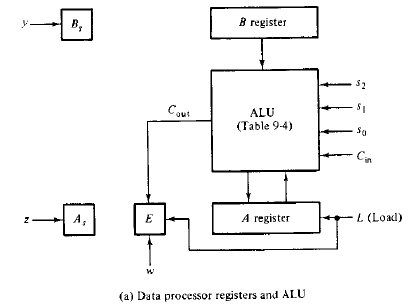 y
B_s
B register
C_out
ALU
(Table 9-4)
s_2
s_1
s_0
C_in
z
A_s
E
A register
L (Load)
w
(a) Data processor registers and ALU